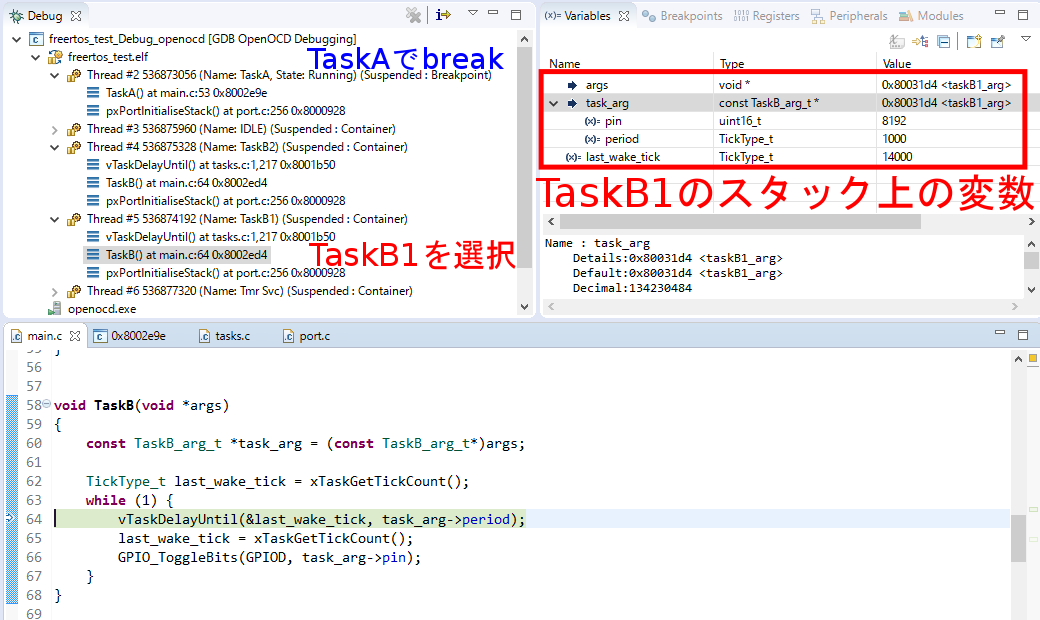 Debug
freertos_test_Debug_openocd [GDB OpenOCD Debugging]
freertos_test.elf
TaskAでbreak
Thread #2 536873056 (Name: TaskA, State: Running) (Suspended : Breakpoint)
TaskA() at main.c:53 0x8002e9e
pxPortInitialiseStack() at port.c:256 0x8000928
Thread #3 536875960 (Name: IDLE) (Suspended : Container)
Thread #4 536875328 (Name: TaskB2) (Suspended : Container)
vTaskDelayUntil() at tasks.c:1,217 0x8001b50
TaskB() at main.c:64 0x8002ed4
pxPortInitialiseStack() at port.c:256 0x8000928
Thread #5 536874192 (Name: TaskB1) (Suspended : Container)
vTaskDelayUntil() at tasks.c:1,217 0x8001b50
TaskB() at main.c:64 0x8002ed4
TaskB1を選択
pxPortInitialiseStack() at port.c:256 0x8000928
Thread #6 536877320 (Name: Tmr Svc) (Suspended : Container)
openocd.exe
(x)= Variables Breakpoints Registers Peripherals Modules
Name Type Value
args void * 0x80031d4 <taskB1_arg>
task_arg const TaskB_arg_t * 0x80031d4 <taskB1_arg>
(x)= pin uint16_t 8192
(x)= period TickType_t 1000
(x)= last_wake_tick TickType_t 14000
TaskB1のスタック上の変数
Name : task_arg
Details:0x80031d4 <taskB1_arg>
Default:0x80031d4 <taskB1_arg>
Decimal:134230484
main.c 0x8002e9e tasks.c port.c
55 }
56
57
58 void TaskB(void *args)
59 {
60 const TaskB_arg_t *task_arg = (const TaskB_arg_t*)args;
61
62 TickType_t last_wake_tick = xTaskGetTickCount();
63 while (1) {
64 vTaskDelayUntil(&last_wake_tick, task_arg->period);
65 last_wake_tick = xTaskGetTickCount();
66 GPIO_ToggleBits(GPIOD, task_arg->pin);
67 }
68 }
69